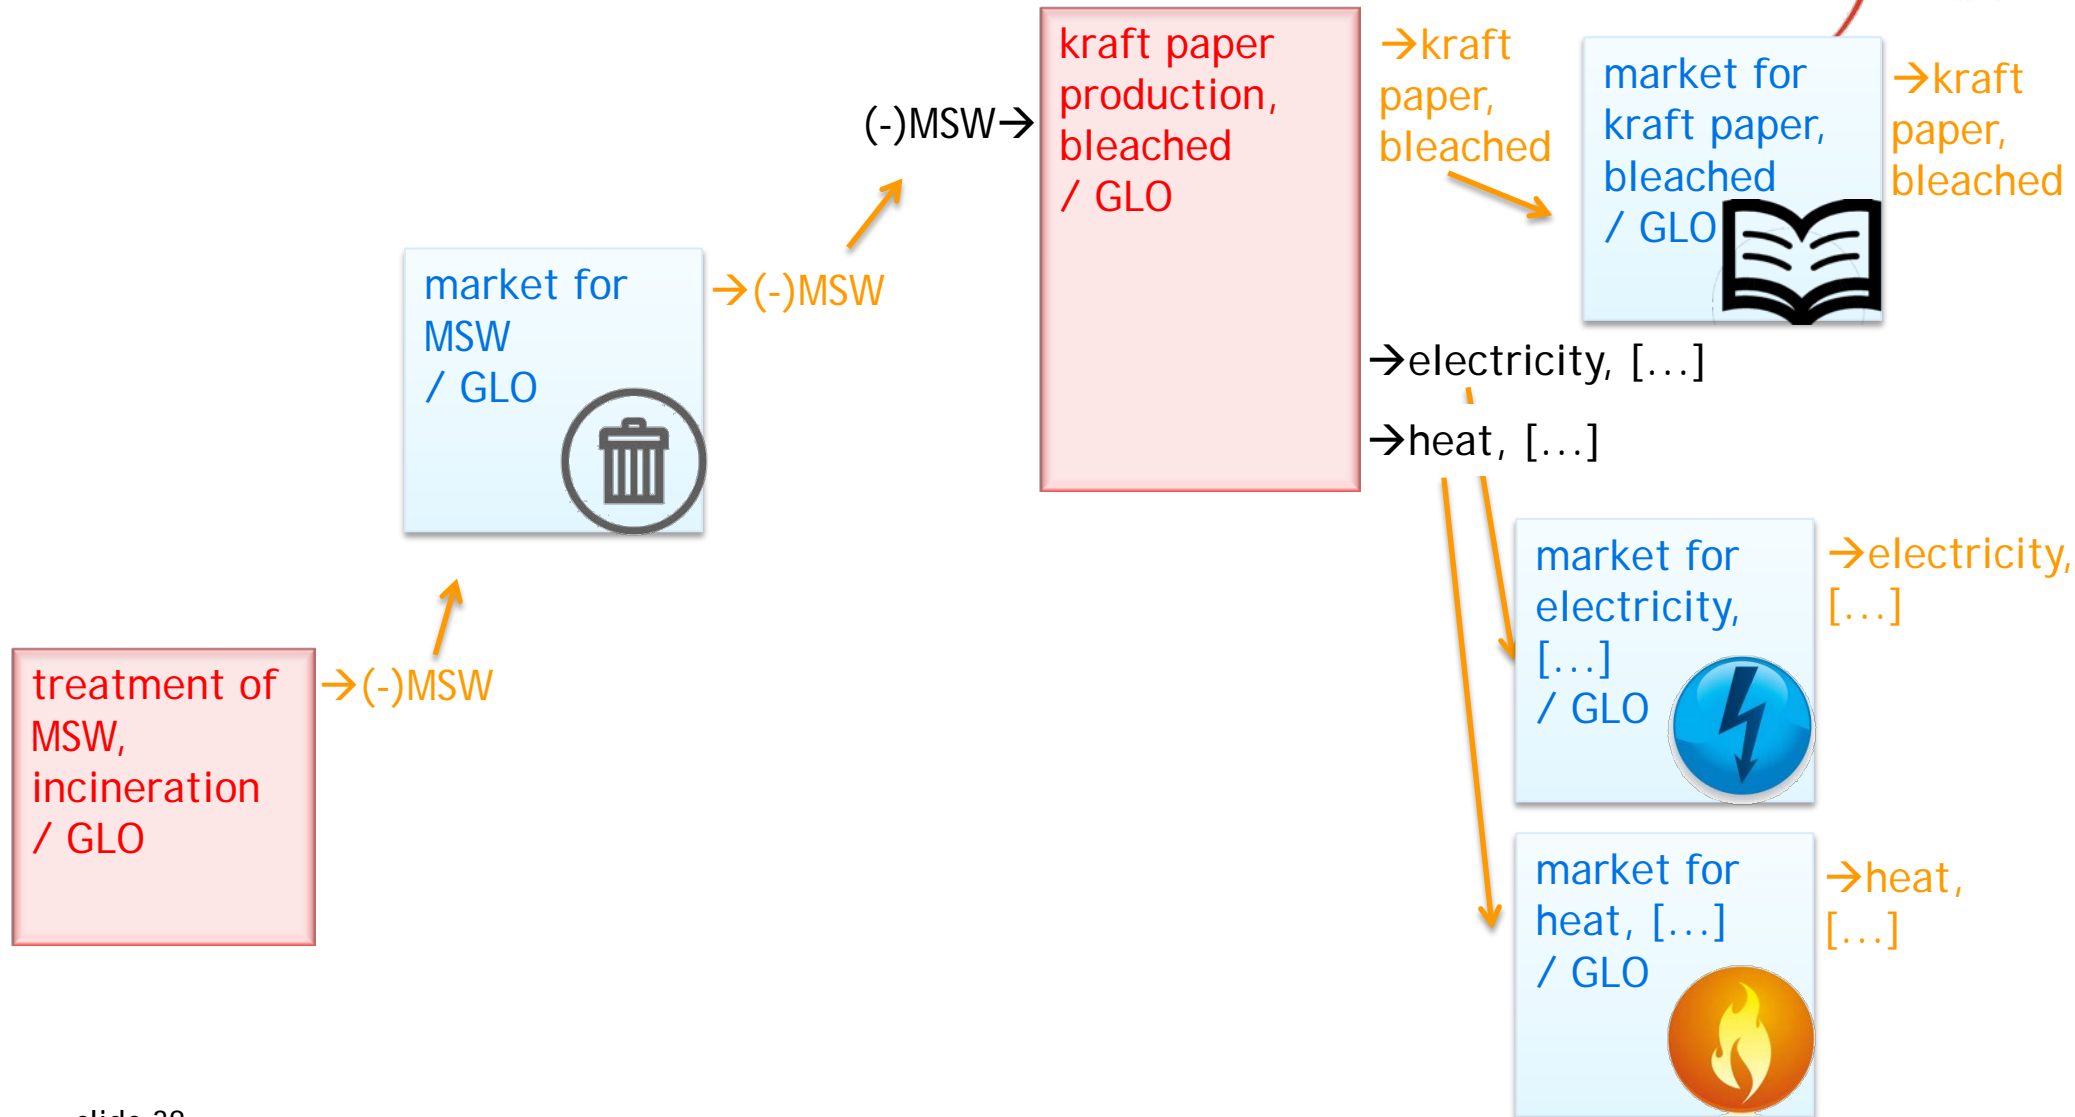 kraft paper
production,
bleached
/ GLO
→kraft
paper,
bleached
market for
kraft paper,
bleached
/ GLO
→kraft
paper,
bleached
(-)MSW→
market for
MSW
/ GLO
→(-)MSW
→electricity, [...]
→heat, [...]
market for
electricity,
[...]
/ GLO
→electricity,
[...]
treatment of
MSW,
incineration
/ GLO
→(-)MSW
market for
heat, [...]
/ GLO
→heat,
[...]
slide 38